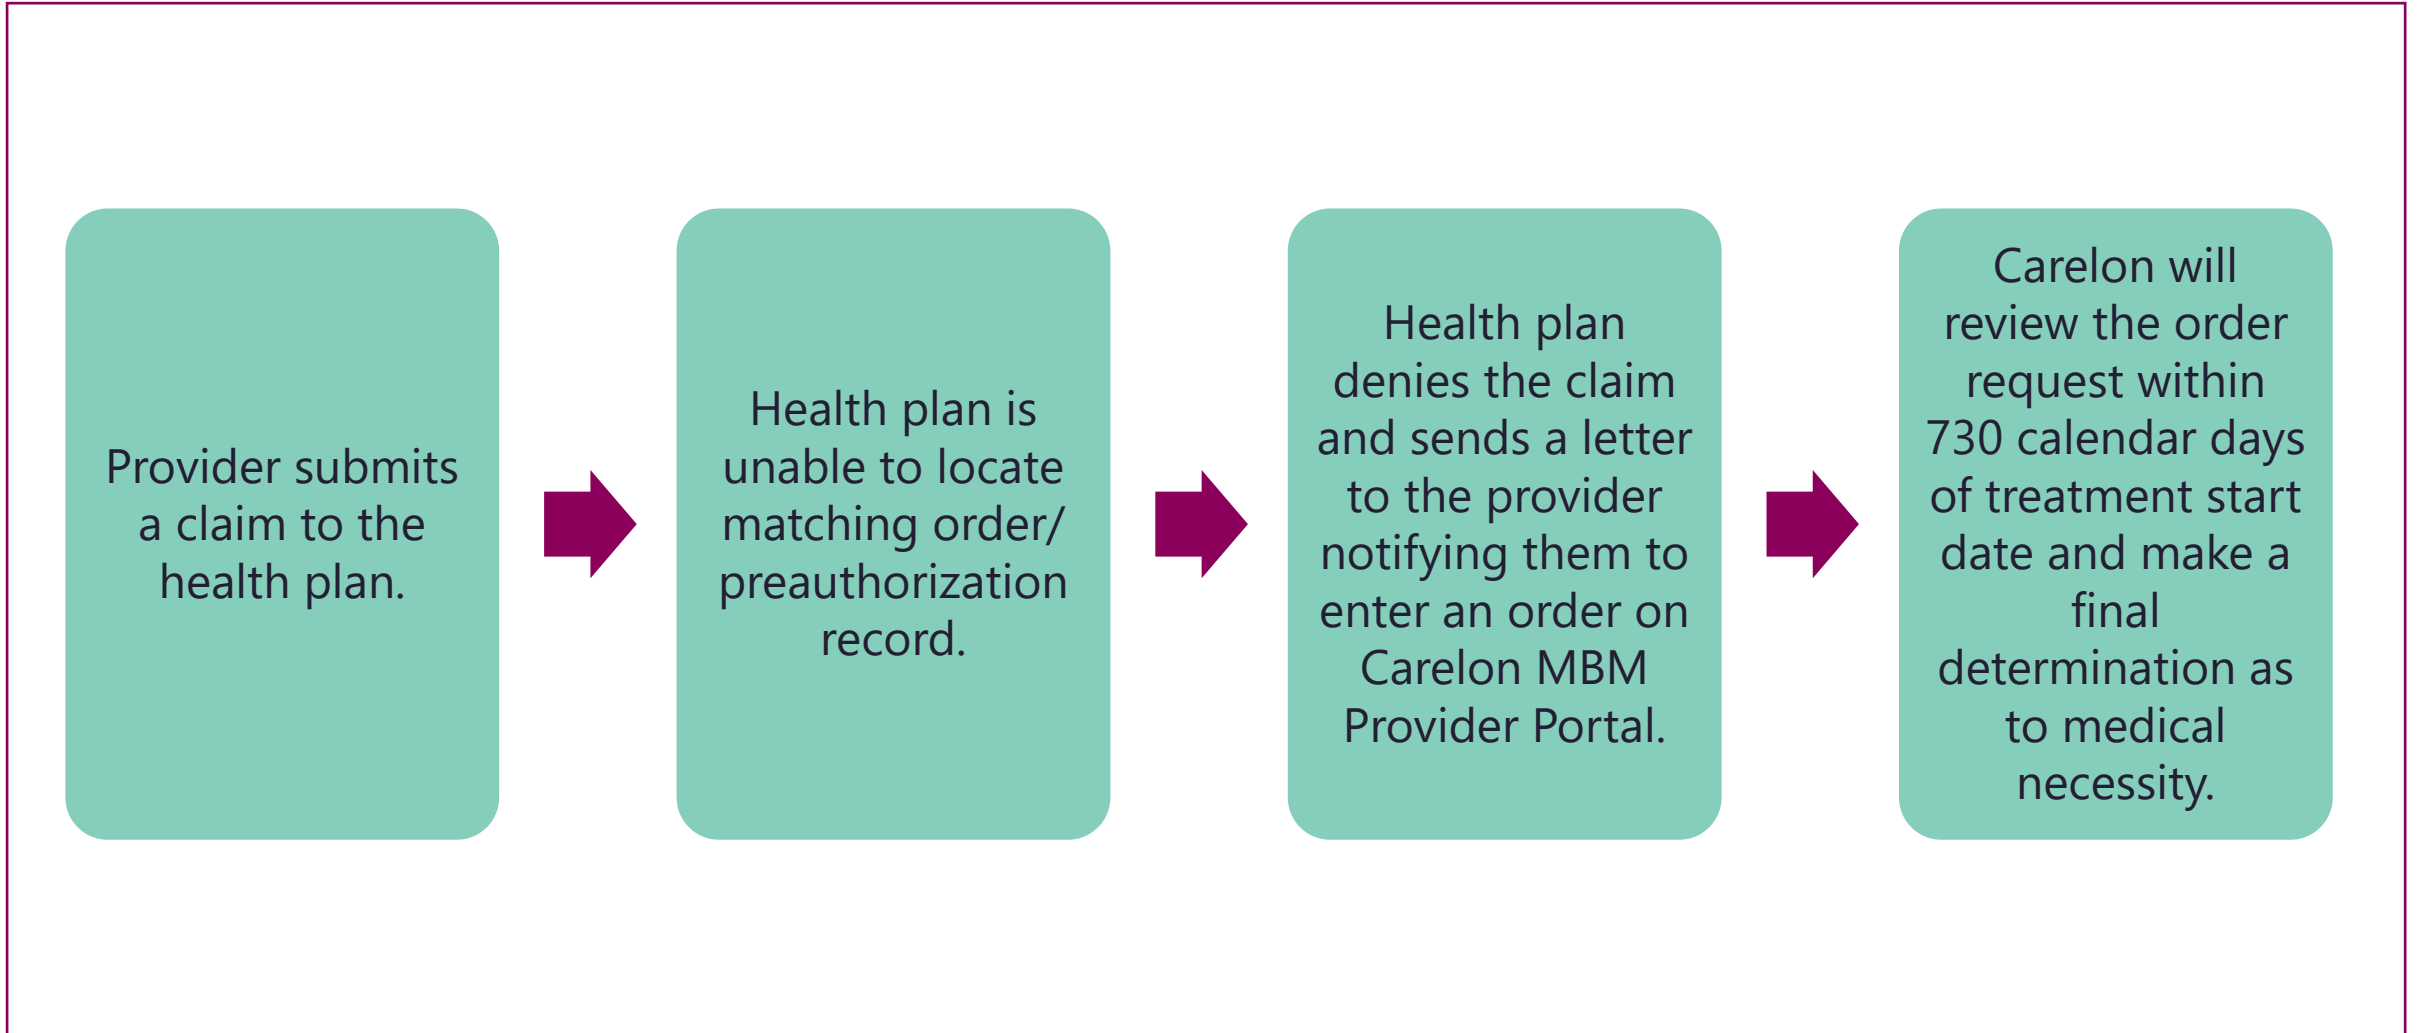 Provider submits
a claim to the
health plan.
Health plan is
unable to locate
matching order/
preauthorization
record.
Health plan
denies the claim
and sends a letter
to the provider
notifying them to
enter an order on
Carelon MBM
Provider Portal.
Carelon will
review the order
request within
730 calendar days
of treatment start
date and make a
final
determination as
to medical
necessity.